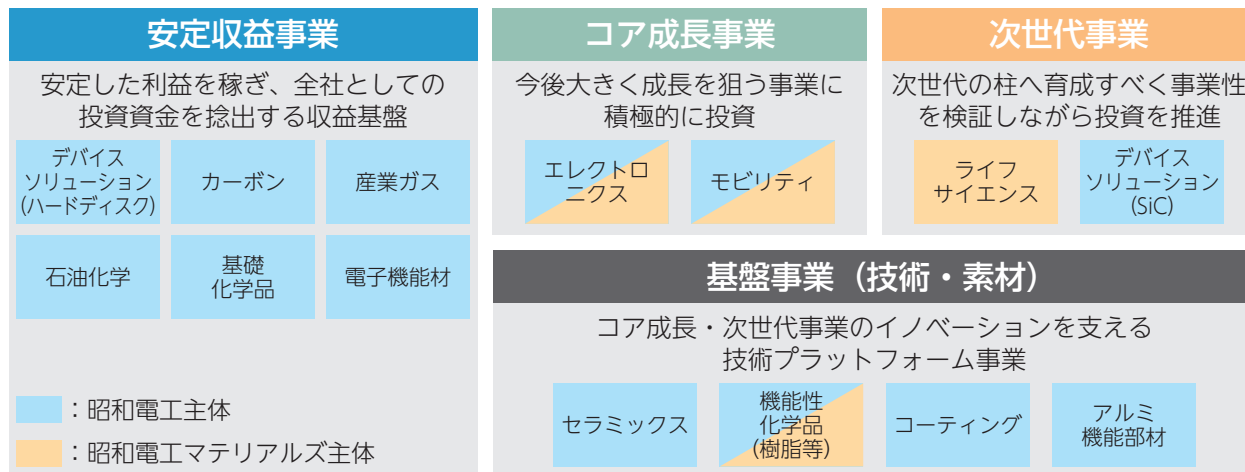 安定収益事業
安定した利益を稼ぎ、全社としての
投資資金を捻出する収益基盤
デバイス
ソリューション
(ハードディスク)
カーボン
産業ガス
石油化学
基礎
化学品
電子機能材
：昭和電工主体
：昭和電工マテリアルズ主体
コア成長事業
今後大きく成長を狙う事業に
積極的に投資
エレクトロ
ニクス
モビリティ
次世代事業
次世代の柱へ育成すべく事業性
を検証しながら投資を推進
ライフ
サイエンス
デバイス
ソリューション
(SiC)
基盤事業（技術・素材）
コア成長・次世代事業のイノベーションを支える
技術プラットフォーム事業
セラミックス
機能性
化学品
(樹脂等)
コーティング
アルミ
機能部材